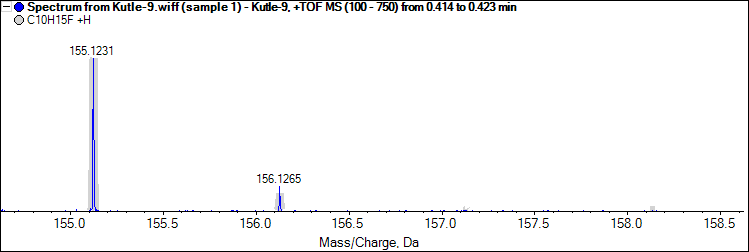 Spectrum from Kutle-9.wiff (sample 1) - Kutle-9, +TOF MS (100 - 750) from 0.414 to 0.423 min
C10H15F +H
155.1231
156.1265
155.0 155.5 156.0 156.5 157.0 157.5 158.0 158.5
Mass/Charge, Da